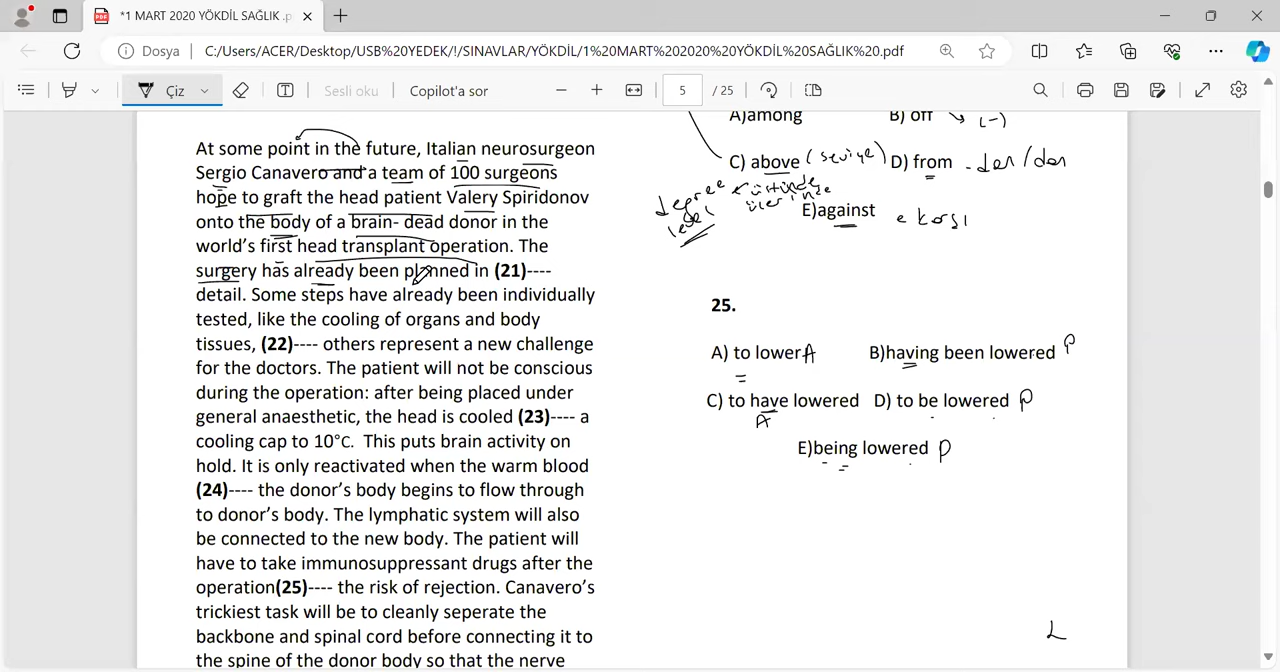 *1 MART 2020 YÖKDİL SAĞLIK .p
Dosya C:/Users/ACER/Desktop/USB%20YEDEK/!/SINAVLAR/YÖKDİL/1%20MART%202020%20YÖKDİL%20SAĞLIK%20.pdf
Çiz Sesli oku Copilot'a sor 5 / 25
At some point in the future, Italian neurosurgeon
Sergio Canavero and a team of 100 surgeons
hope to graft the head patient Valery Spiridonov
onto the body of a brain- dead donor in the
world's first head transplant operation. The
surgery has already been planned in (21)----
detail. Some steps have already been individually
tested, like the cooling of organs and body
tissues, (22)---- others represent a new challenge
for the doctors. The patient will not be conscious
during the operation: after being placed under
general anaesthetic, the head is cooled (23)---- a
cooling cap to 10°C. This puts brain activity on
hold. It is only reactivated when the warm blood
(24)---- the donor's body begins to flow through
to donor's body. The lymphatic system will also
be connected to the new body. The patient will
have to take immunosuppressant drugs after the
operation(25)---- the risk of rejection. Canavero's
trickiest task will be to cleanly seperate the
backbone and spinal cord before connecting it to
the spine of the donor body so that the nerve
A)among B) off (-)
C) above (seviye) D) from -den/dan
degree üstünde
level üzerinde
E)against e karşı
25.
A) to lower A B)having been lowered P
C) to have lowered A D) to be lowered P
E)being lowered P
L